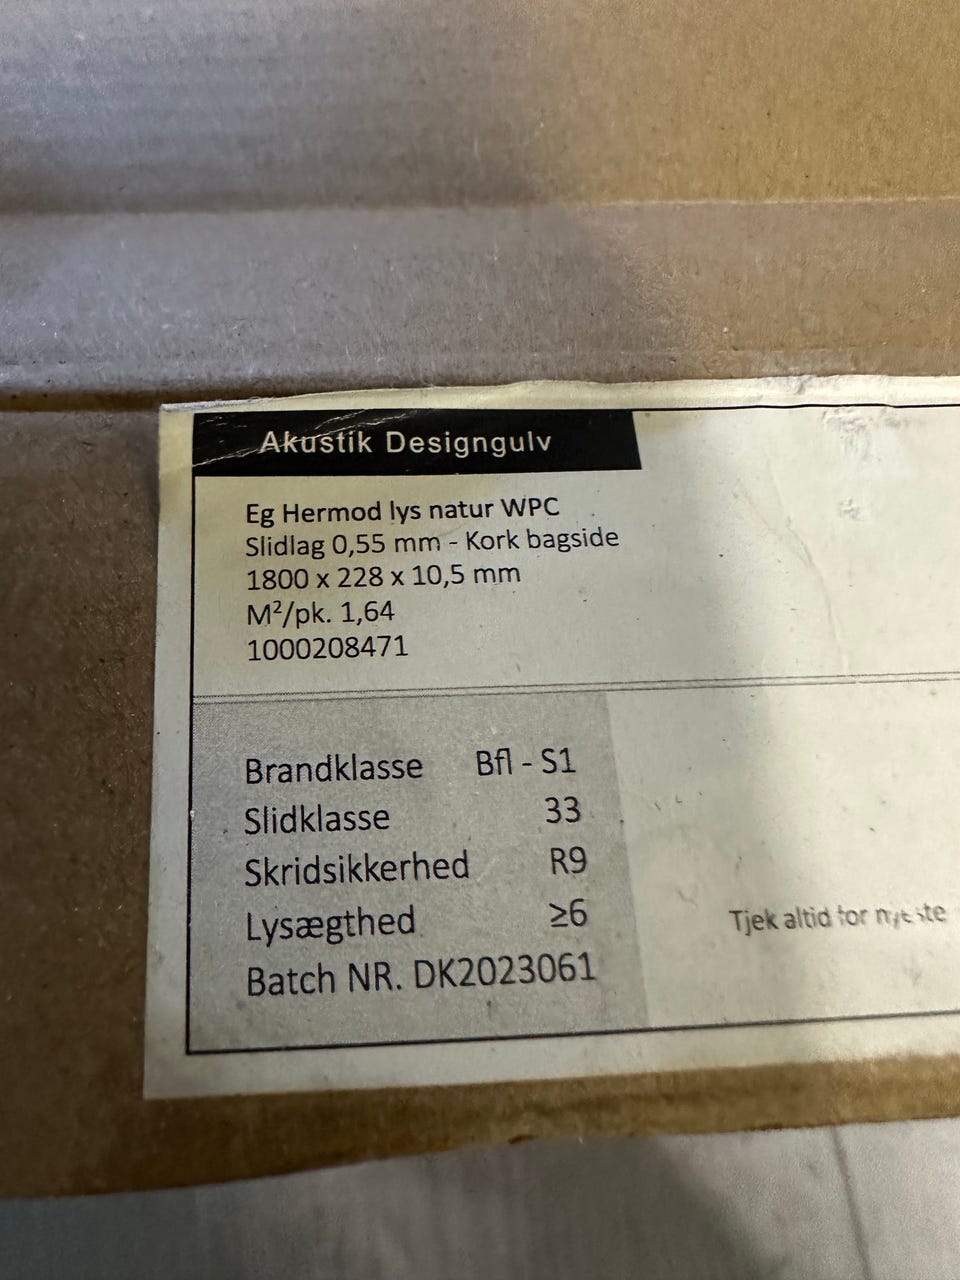 Akustik Designgulv
Eg Hermod lys natur WPC
Slidlag 0,55 mm - Kork bagside
1800 x 228 x 10,5 mm
M²/pk. 1,64
1000208471
Brandklasse Bfl - S1
Slidklasse 33
Skridsikkerhed R9
Lysægthed ≥6
Batch NR. DK2023061
Tjek altid for